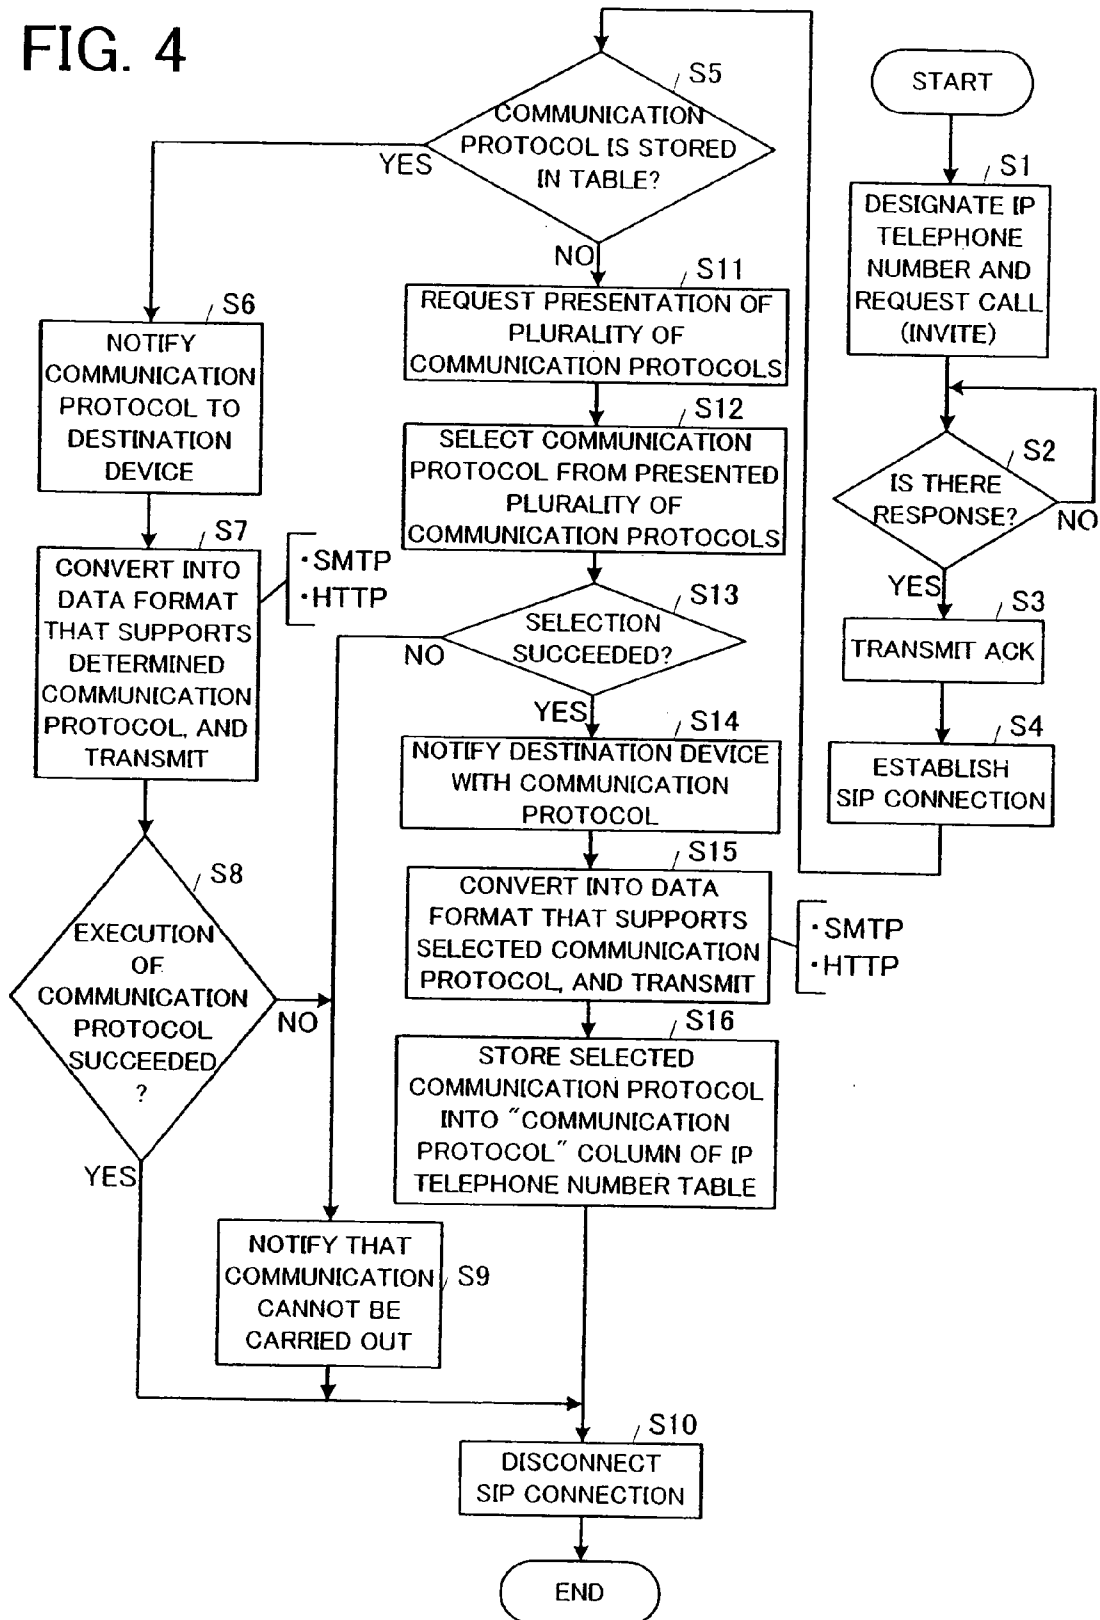 FIG. 4
START
S1
DESIGNATE IP
TELEPHONE
NUMBER AND
REQUEST CALL
(INVITE)
S2
IS THERE
RESPONSE?
NO
YES
S3
TRANSMIT ACK
S4
ESTABLISH
SIP CONNECTION
S5
COMMUNICATION
PROTOCOL IS STORED
IN TABLE?
YES
NO
S6
NOTIFY
COMMUNICATION
PROTOCOL TO
DESTINATION
DEVICE
S7
CONVERT INTO
DATA FORMAT
THAT SUPPORTS
DETERMINED
COMMUNICATION
PROTOCOL, AND
TRANSMIT
・SMTP
・HTTP
S8
EXECUTION
OF
COMMUNICATION
PROTOCOL
SUCCEEDED
?
NO
YES
S9
NOTIFY THAT
COMMUNICATION
CANNOT BE
CARRIED OUT
S11
REQUEST PRESENTATION OF
PLURALITY OF
COMMUNICATION PROTOCOLS
S12
SELECT COMMUNICATION
PROTOCOL FROM PRESENTED
PLURALITY OF
COMMUNICATION PROTOCOLS
S13
SELECTION
SUCCEEDED?
NO
YES
S14
NOTIFY DESTINATION DEVICE
WITH COMMUNICATION
PROTOCOL
S15
CONVERT INTO DATA
FORMAT THAT SUPPORTS
SELECTED COMMUNICATION
PROTOCOL, AND TRANSMIT
・SMTP
・HTTP
S16
STORE SELECTED
COMMUNICATION PROTOCOL
INTO "COMMUNICATION
PROTOCOL" COLUMN OF IP
TELEPHONE NUMBER TABLE
S10
DISCONNECT
SIP CONNECTION
END